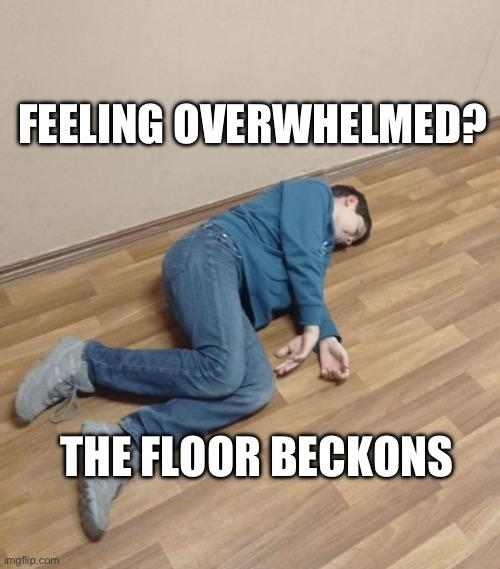 FEELING OVERWHELMED?
THE FLOOR BECKONS
imgflip.com